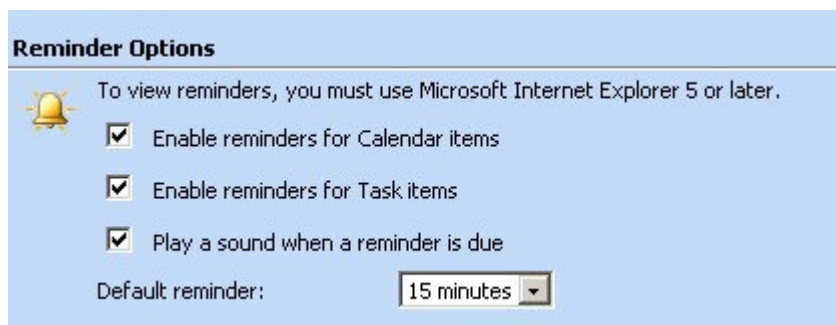 Reminder Options
To view reminders, you must use Microsoft Internet Explorer 5 or later.
Enable reminders for Calendar items
Enable reminders for Task items
Play a sound when a reminder is due
Default reminder: 15 minutes